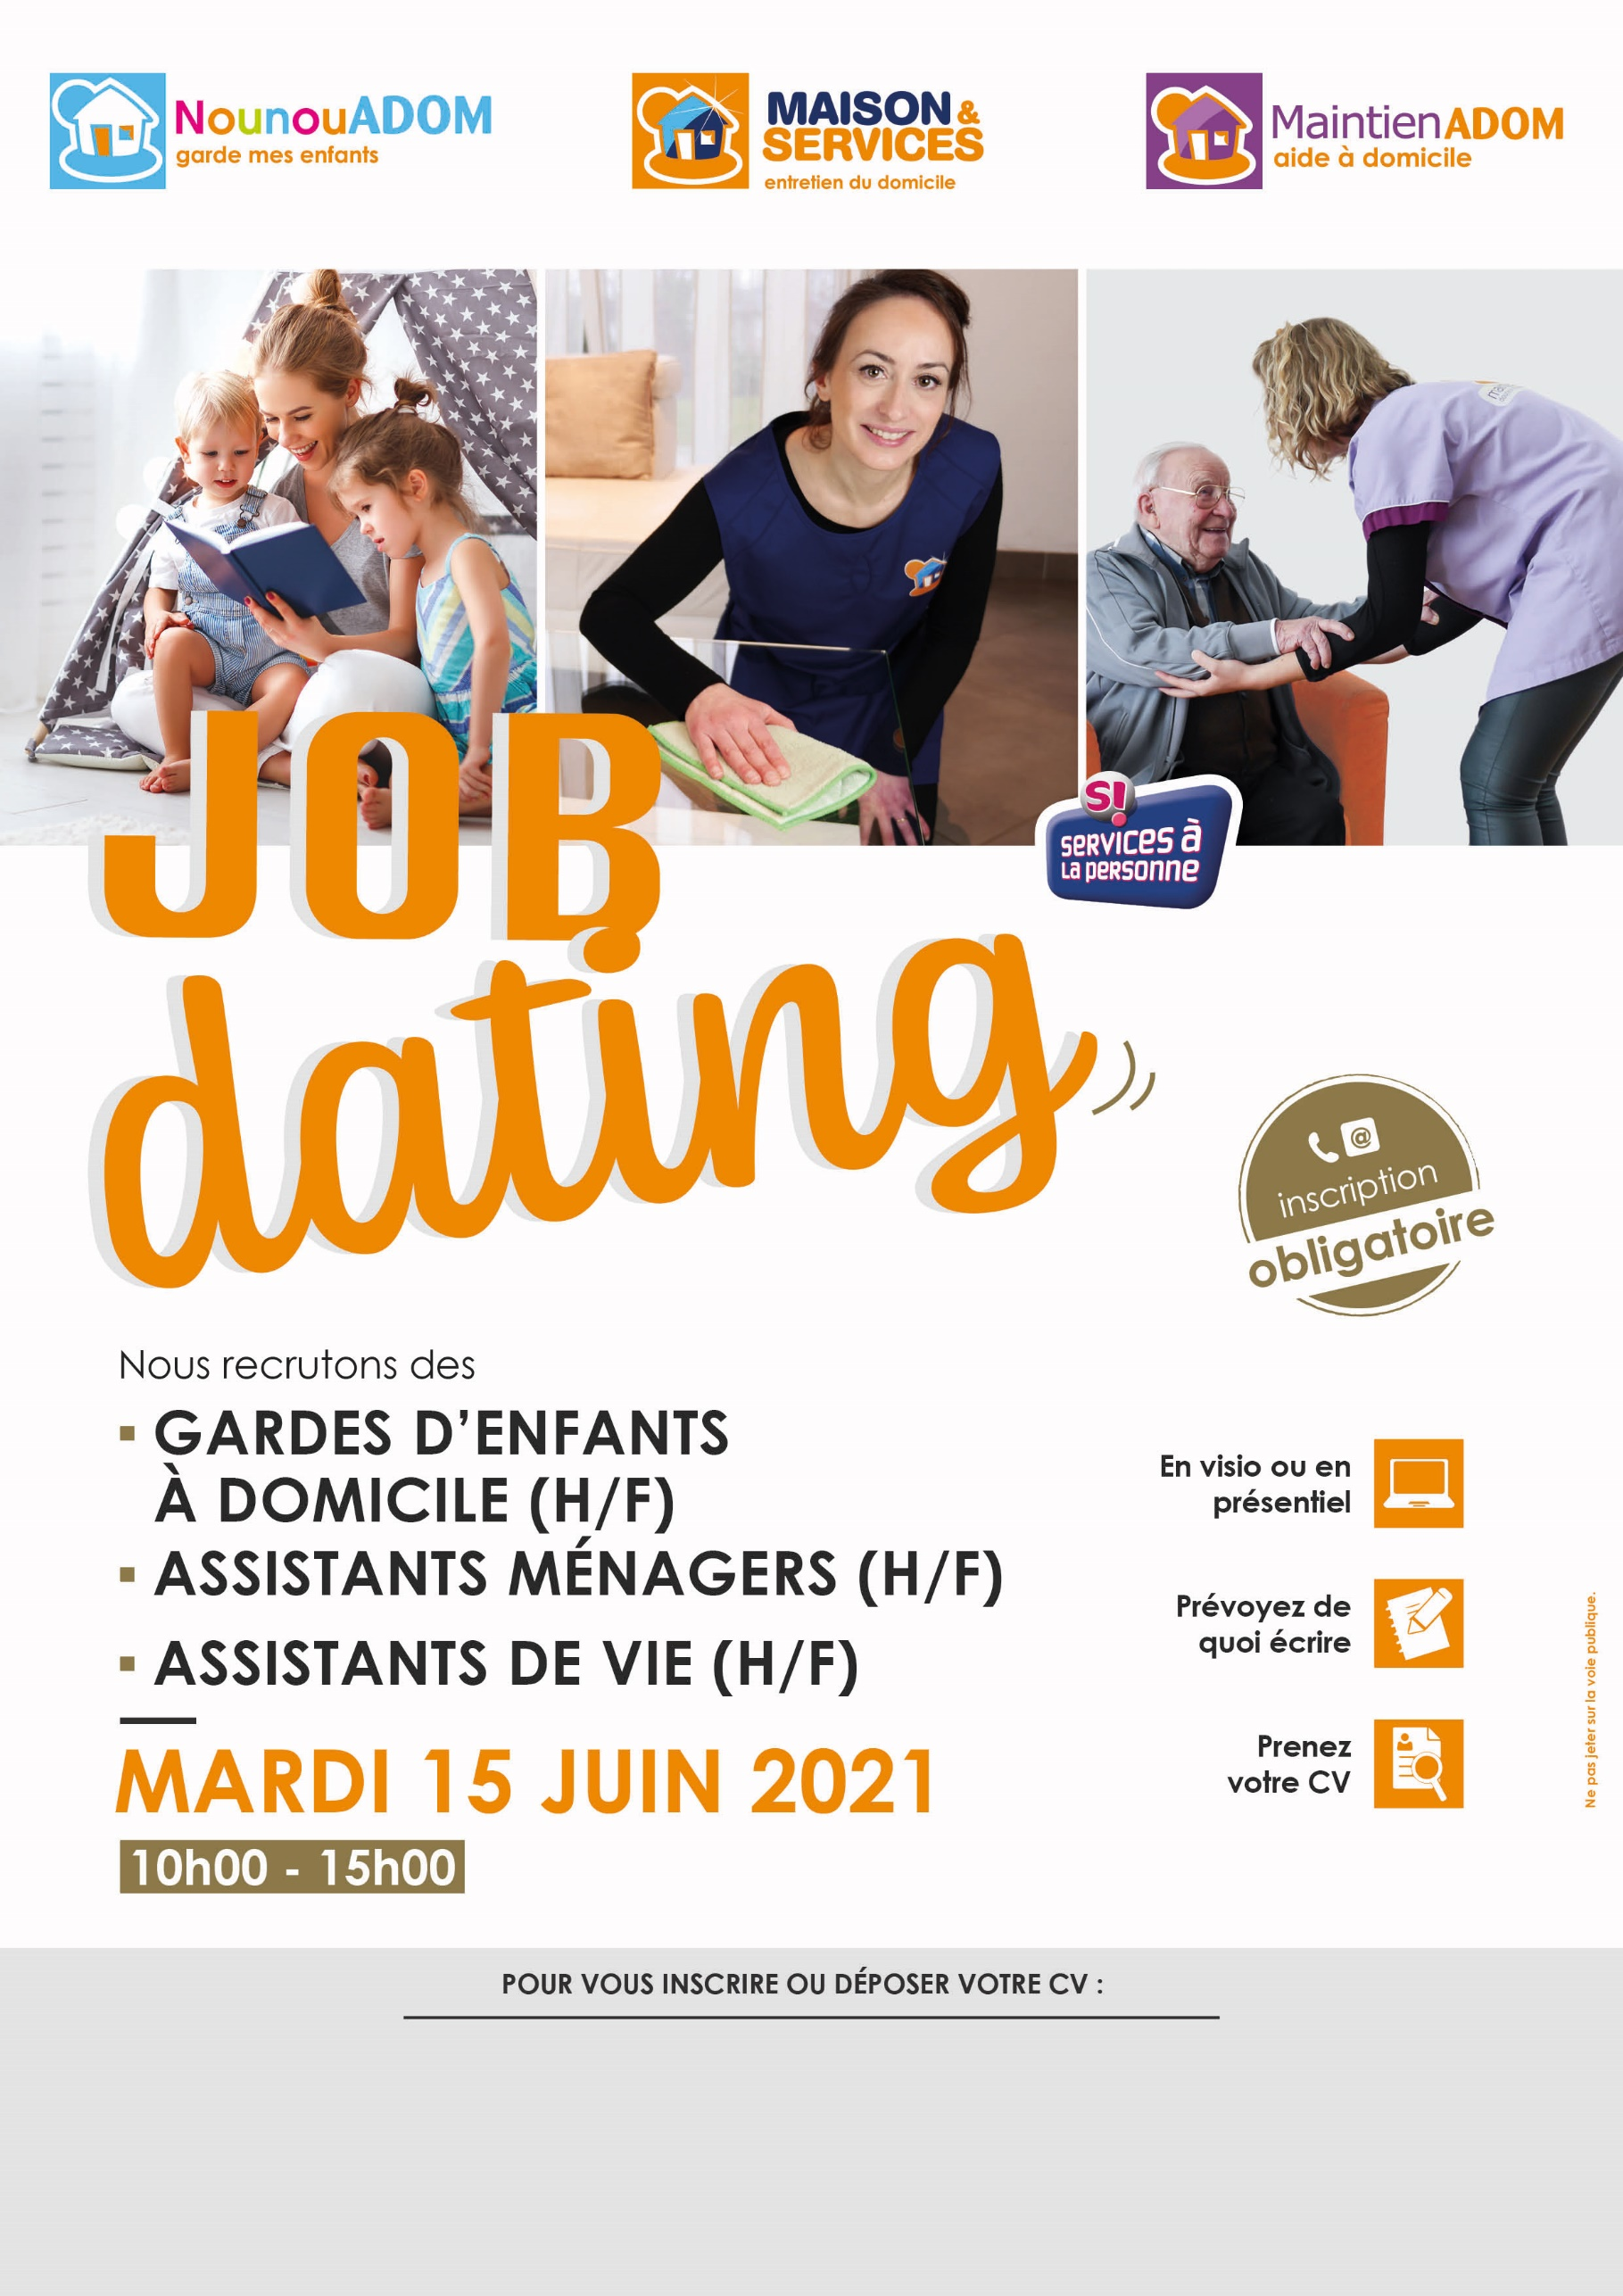 NounouADOM
garde mes enfants
MAISON &
SERVICES
entretien du domicile
MaintienADOM
aide à domicile
S!
services à
la personne
JOB
dating
inscription
obligatoire
Nous recrutons des
▪ GARDES D’ENFANTS
À DOMICILE (H/F)
▪ ASSISTANTS MÉNAGERS (H/F)
▪ ASSISTANTS DE VIE (H/F)
MARDI 15 JUIN 2021
10h00 - 15h00
En visio ou en
présentiel
Prévoyez de
quoi écrire
Prenez
votre CV
Ne pas jeter sur la voie publique.
POUR VOUS INSCRIRE OU DÉPOSER VOTRE CV :